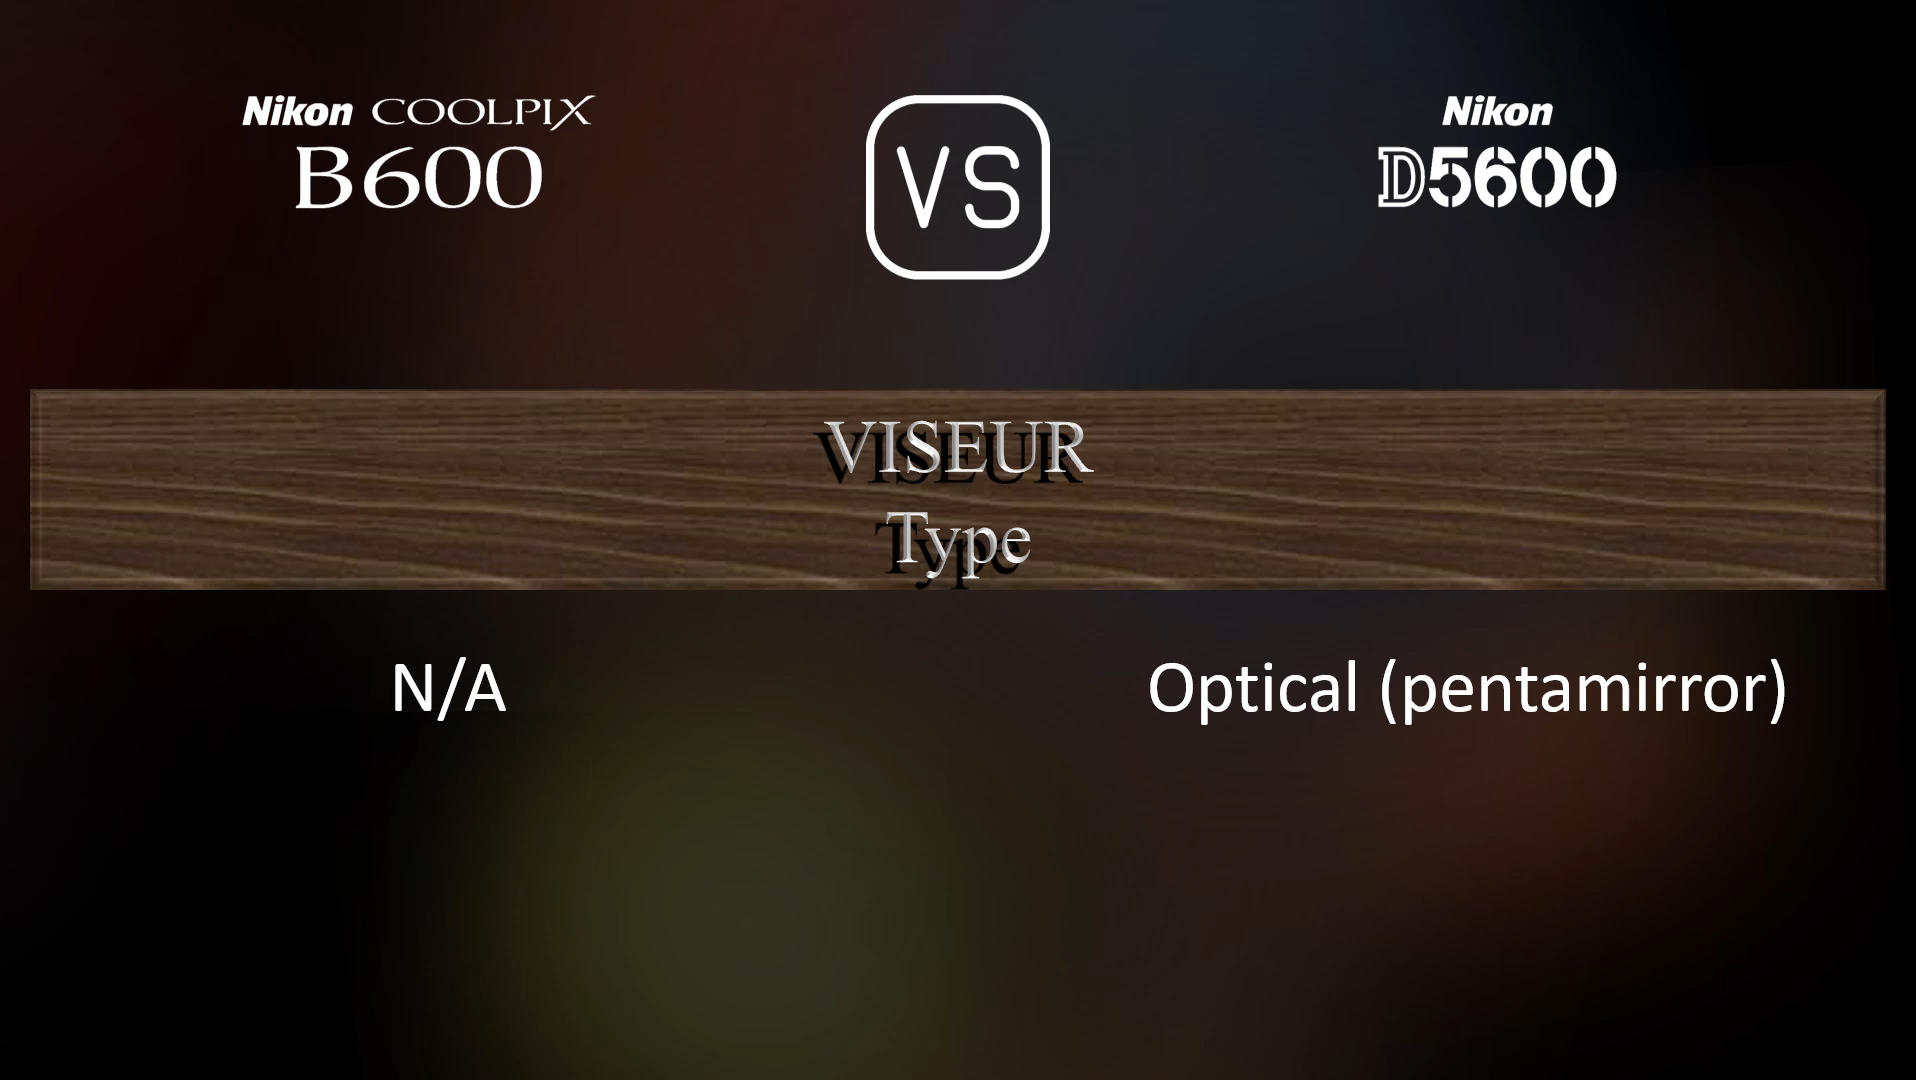 Nikon COOLPIX
B600
VS
Nikon
D5600
VISEUR
Type
N/A
Optical (pentamirror)